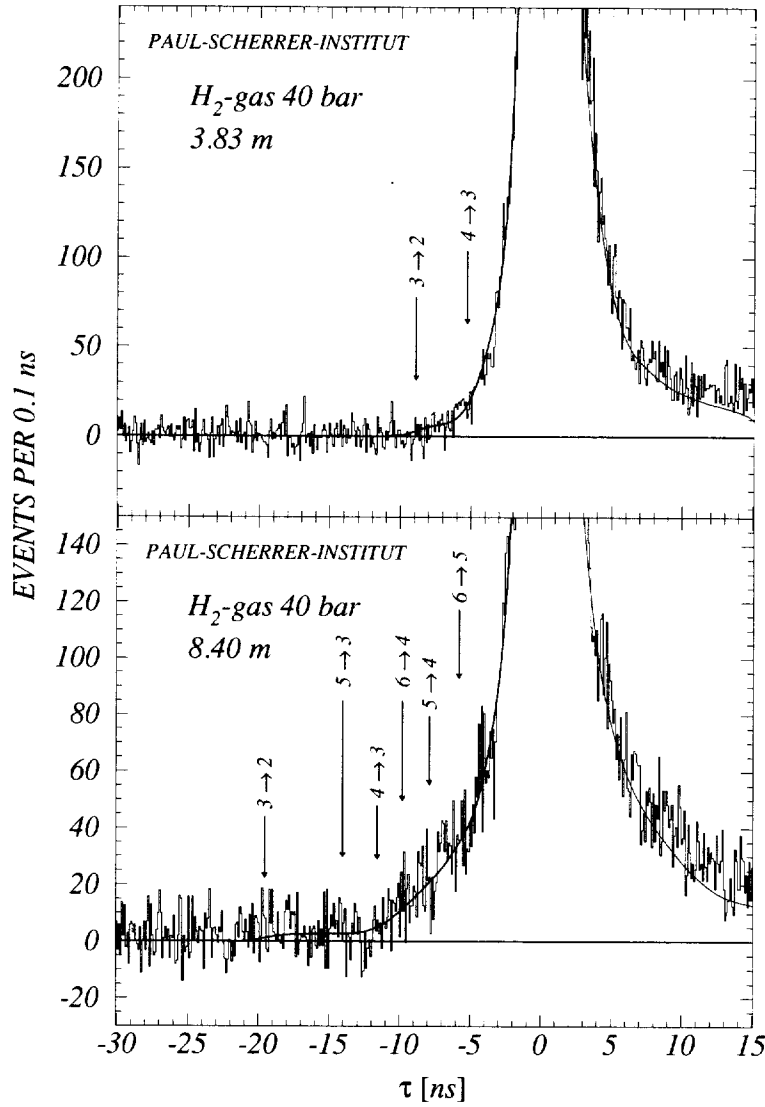 PAUL-SCHERRER-INSTITUT
H₂-gas 40 bar
3.83 m
3→2
4→3
200
150
100
50
0
EVENTS PER 0.1 ns
PAUL-SCHERRER-INSTITUT
H₂-gas 40 bar
8.40 m
3→2
5→3
4→3
6→4
5→4
6→5
140
120
100
80
60
40
20
0
-20
-30 -25 -20 -15 -10 -5 0 5 10 15
τ [ns]